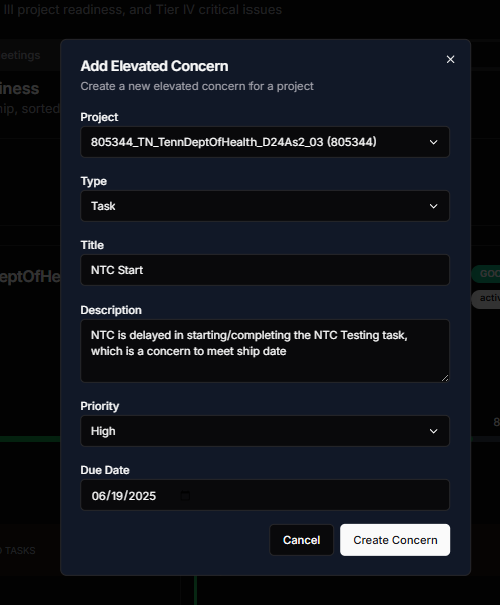 III project readiness, and Tier IV critical issues
eetings
iness
hip, sorted
Add Elevated Concern
Create a new elevated concern for a project
Project
805344_TN_TennDeptOfHealth_D24As2_03 (805344)
Type
Task
Title
NTC Start
eptOfHe
GOO
activ
Description
NTC is delayed in starting/completing the NTC Testing task,
which is a concern to meet ship date
Priority
High
8
Due Date
06/19/2025
Cancel
Create Concern
TASKS